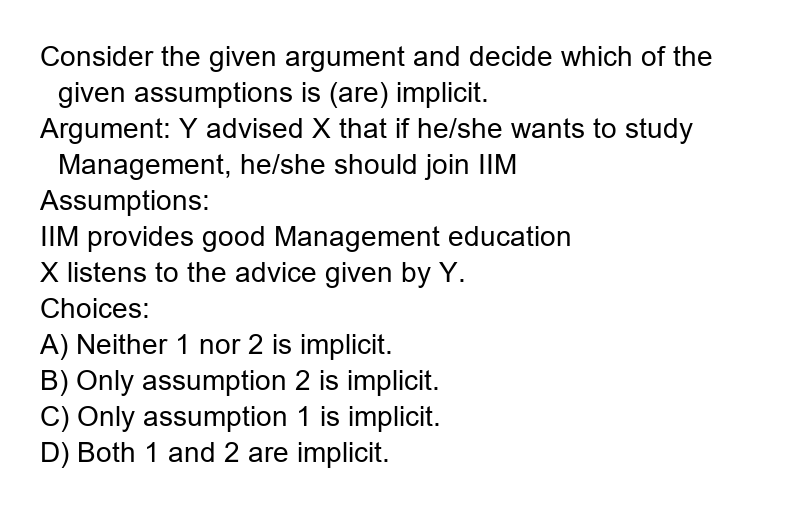 Consider the given argument and decide which of the
given assumptions is (are) implicit.
Argument: Y advised X that if he/she wants to study
Management, he/she should join IIM
Assumptions:
IIM provides good Management education
X listens to the advice given by Y.
Choices:
A) Neither 1 nor 2 is implicit.
B) Only assumption 2 is implicit.
C) Only assumption 1 is implicit.
D) Both 1 and 2 are implicit.